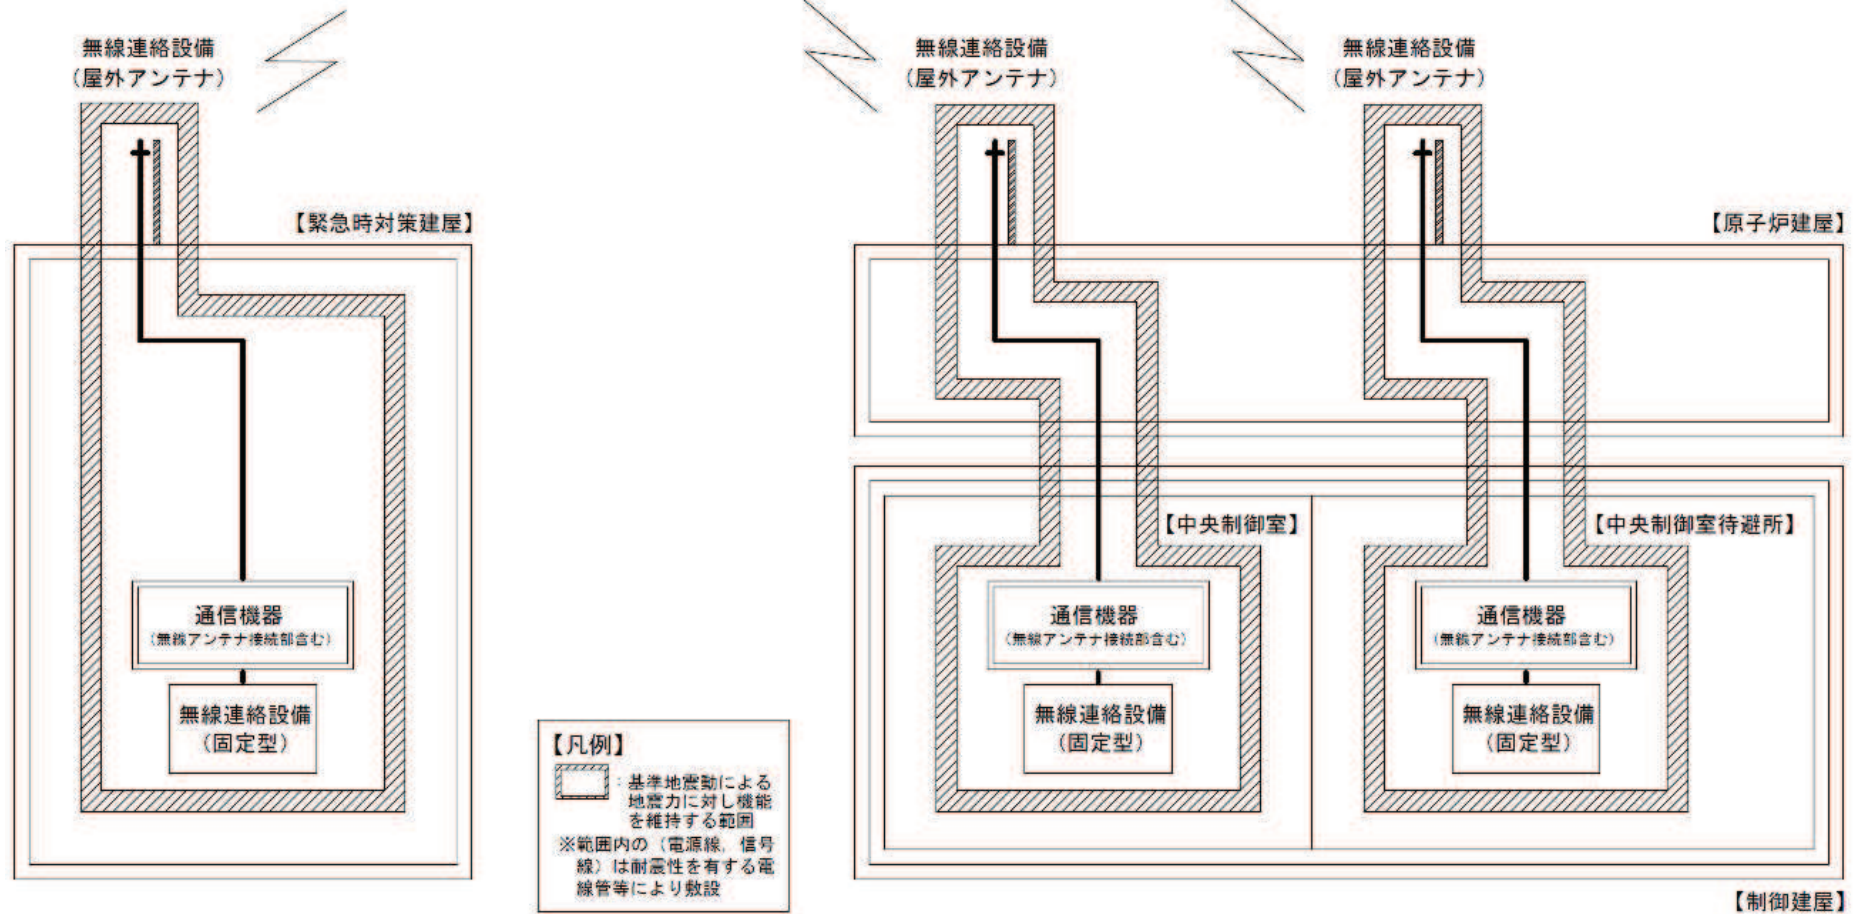 無線連絡設備
(屋外アンテナ)
無線連絡設備
(屋外アンテナ)
無線連絡設備
(屋外アンテナ)
【緊急時対策建屋】
【原子炉建屋】
【中央制御室】
【中央制御室待避所】
通信機器
(無線アンテナ接続部含む)
無線連絡設備
(固定型)
通信機器
(無線アンテナ接続部含む)
無線連絡設備
(固定型)
通信機器
(無線アンテナ接続部含む)
無線連絡設備
(固定型)
【凡例】
:基準地震動による
地震力に対し機能
を維持する範囲
※範囲内の(電源線,信号
線)は耐震性を有する電
線管等により敷設
【制御建屋】